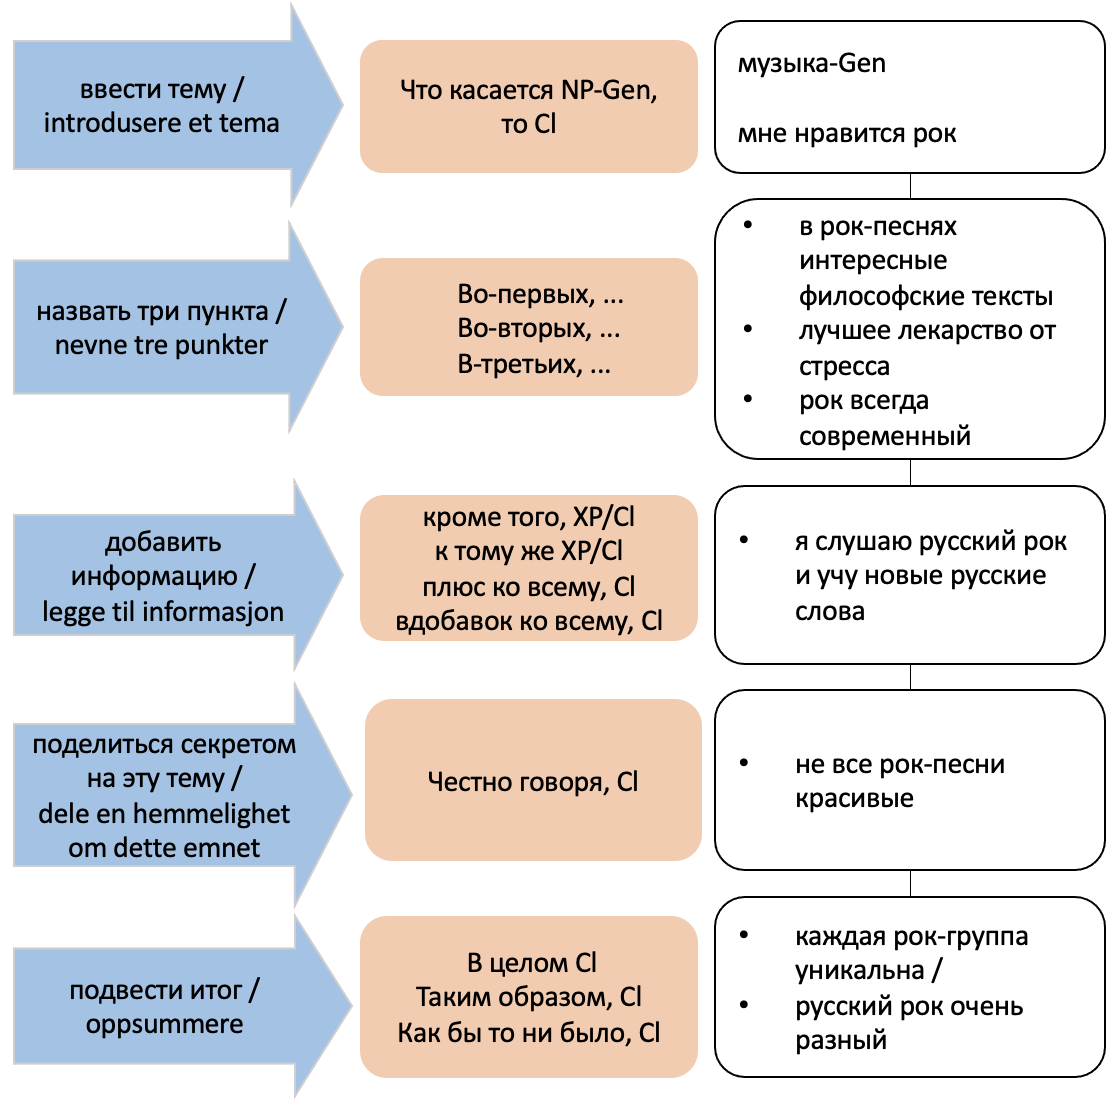 ввести тему /
introdusere et tema
Что касается NP-Gen,
то Cl
музыка-Gen
мне нравится рок
назвать три пункта /
nevne tre punkter
Во-первых, ...
Во-вторых, ...
В-третьих, ...
• в рок-песнях
интересные
философские тексты
• лучшее лекарство от
стресса
• рок всегда
современный
добавить
информацию /
legge til informasjon
кроме того, XP/Cl
к тому же XP/Cl
плюс ко всему, Cl
вдобавок ко всему, Cl
• я слушаю русский рок
и учу новые русские
слова
поделиться секретом
на эту тему /
dele en hemmelighet
om dette emnet
Честно говоря, Cl
• не все рок-песни
красивые
подвести итог /
oppsummere
В целом Cl
Таким образом, Cl
Как бы то ни было, Cl
• каждая рок-группа
уникальна /
• русский рок очень
разный